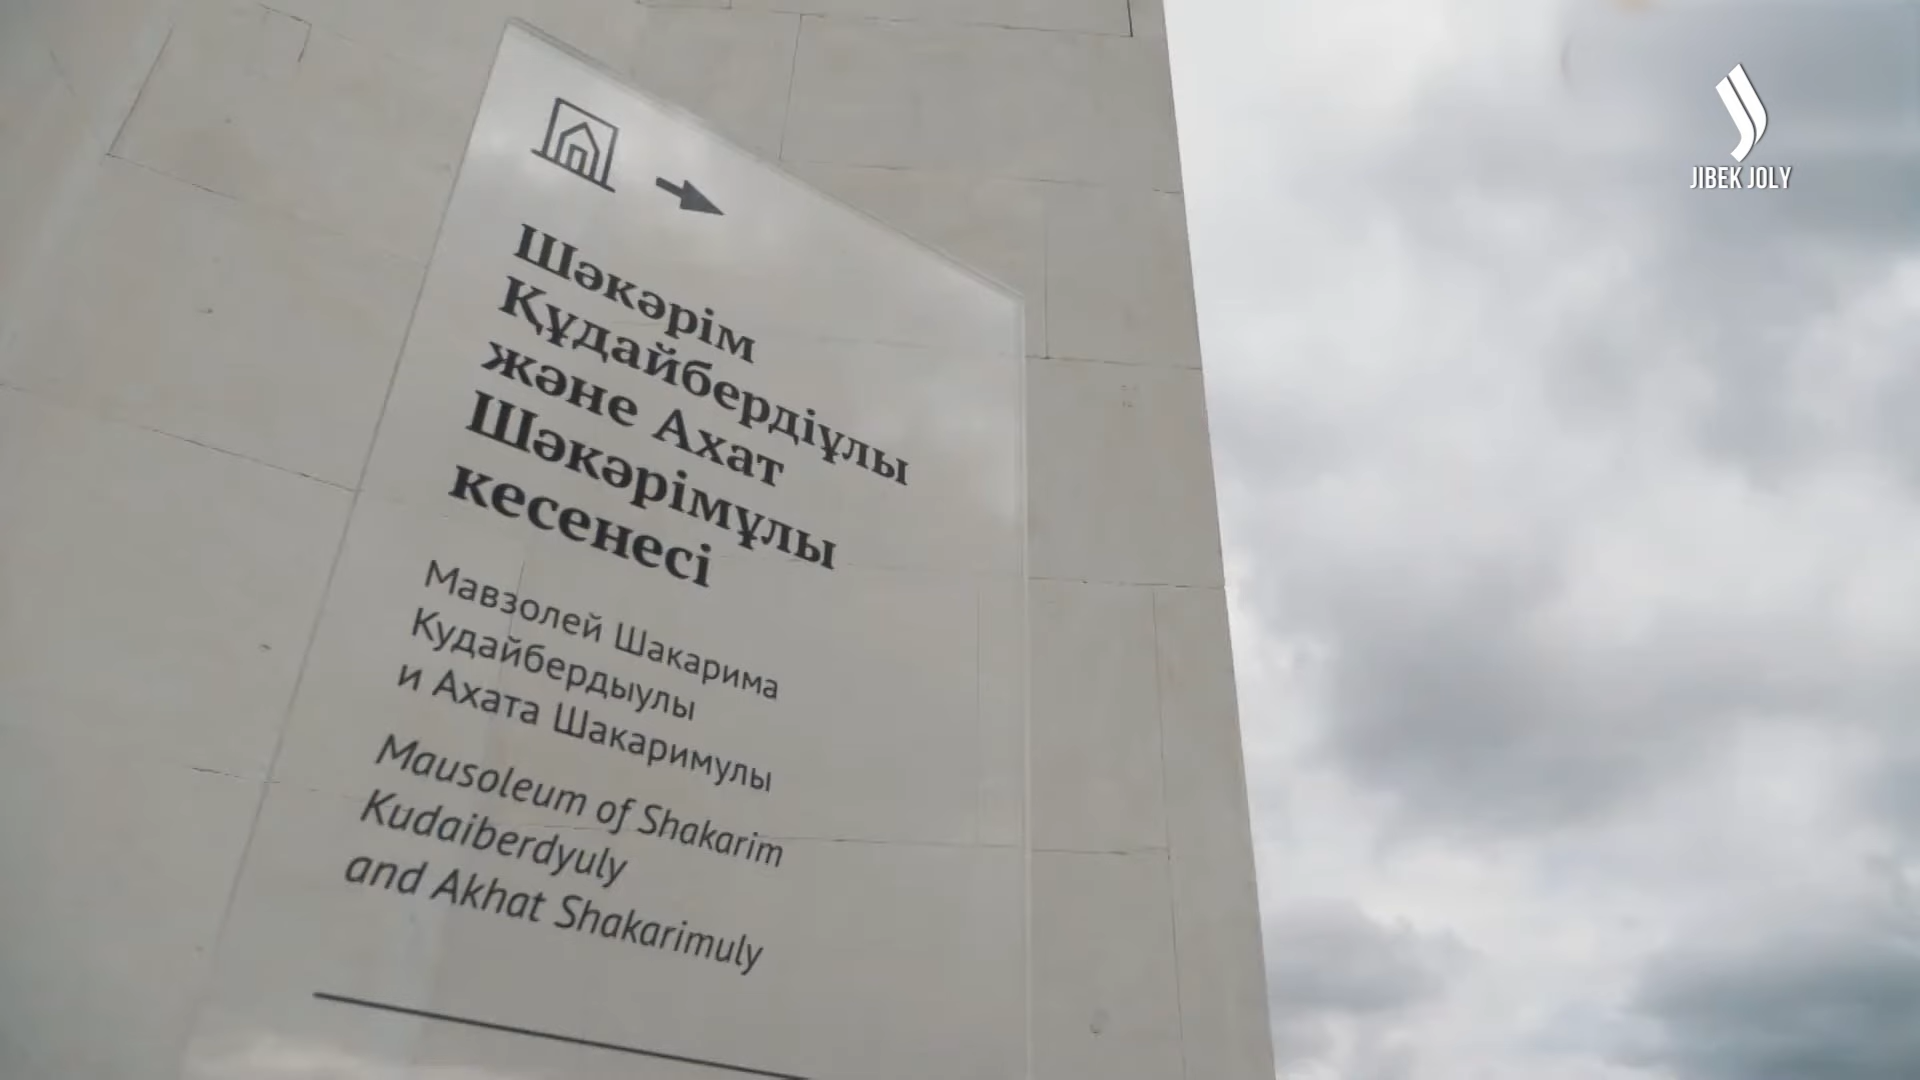 JIBEK JOLY
Шәкәрім
Құдайбердіұлы
және Ахат
Шәкәрімұлы
кесенесі
Мавзолей Шакарима
Кудайбердыулы
и Ахата Шакаримулы
Mausoleum of Shakarim
Kudaiberdyuly
and Akhat Shakarimuly